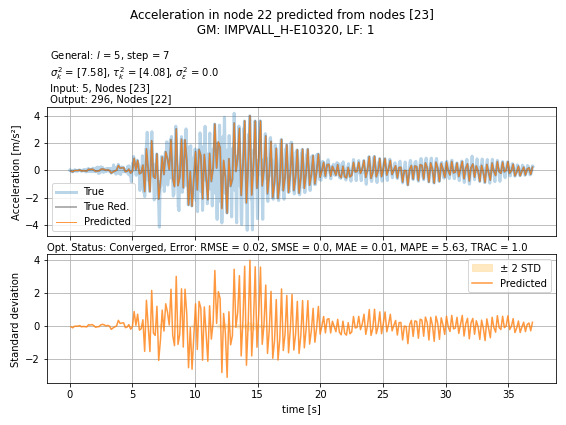 Acceleration in node 22 predicted from nodes [23]
GM: IMPVALL_H-E10320, LF: 1
General: l = 5, step = 7
σ²ₖ = [7.58], τ²ₖ = [4.08], σ²ε = 0.0
Input: 5, Nodes [23]
Output: 296, Nodes [22]
4
2
0
−2
−4
Acceleration [m/s²]
True
True Red.
Predicted
Opt. Status: Converged, Error: RMSE = 0.02, SMSE = 0.0, MAE = 0.01, MAPE = 5.63, TRAC = 1.0
4
2
0
−2
Standard deviation
± 2 STD
Predicted
0 5 10 15 20 25 30 35
time [s]